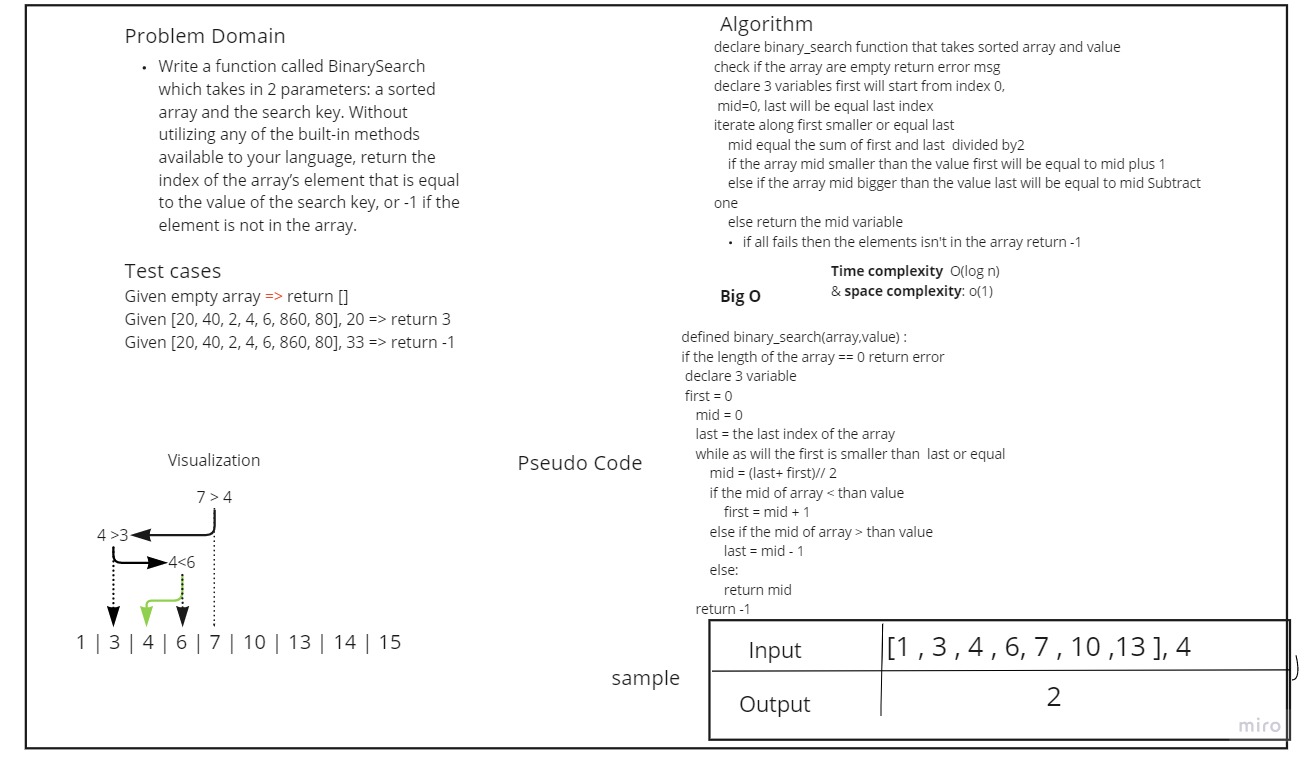 Problem Domain
• Write a function called BinarySearch
which takes in 2 parameters: a sorted
array and the search key. Without
utilizing any of the built-in methods
available to your language, return the
index of the array’s element that is equal
to the value of the search key, or -1 if the
element is not in the array.
Test cases
Given empty array => return []
Given [20, 40, 2, 4, 6, 860, 80], 20 => return 3
Given [20, 40, 2, 4, 6, 860, 80], 33 => return -1
Visualization
7 > 4
4 >3
4<6
1 | 3 | 4 | 6 | 7 | 10 | 13 | 14 | 15
Algorithm
declare binary_search function that takes sorted array and value
check if the array are empty return error msg
declare 3 variables first will start from index 0,
mid=0, last will be equal last index
iterate along first smaller or equal last
mid equal the sum of first and last divided by2
if the array mid smaller than the value first will be equal to mid plus 1
else if the array mid bigger than the value last will be equal to mid Subtract
one
else return the mid variable
• if all fails then the elements isn't in the array return -1
Big O
Time complexity O(log n)
& space complexity: o(1)
Pseudo Code
defined binary_search(array,value) :
if the length of the array == 0 return error
declare 3 variable
first = 0
mid = 0
last = the last index of the array
while as will the first is smaller than last or equal
mid = (last+ first)// 2
if the mid of array < than value
first = mid + 1
else if the mid of array > than value
last = mid - 1
else:
return mid
return -1
sample
Input
[1 , 3 , 4 , 6, 7 , 10 ,13 ], 4
Output
2
miro